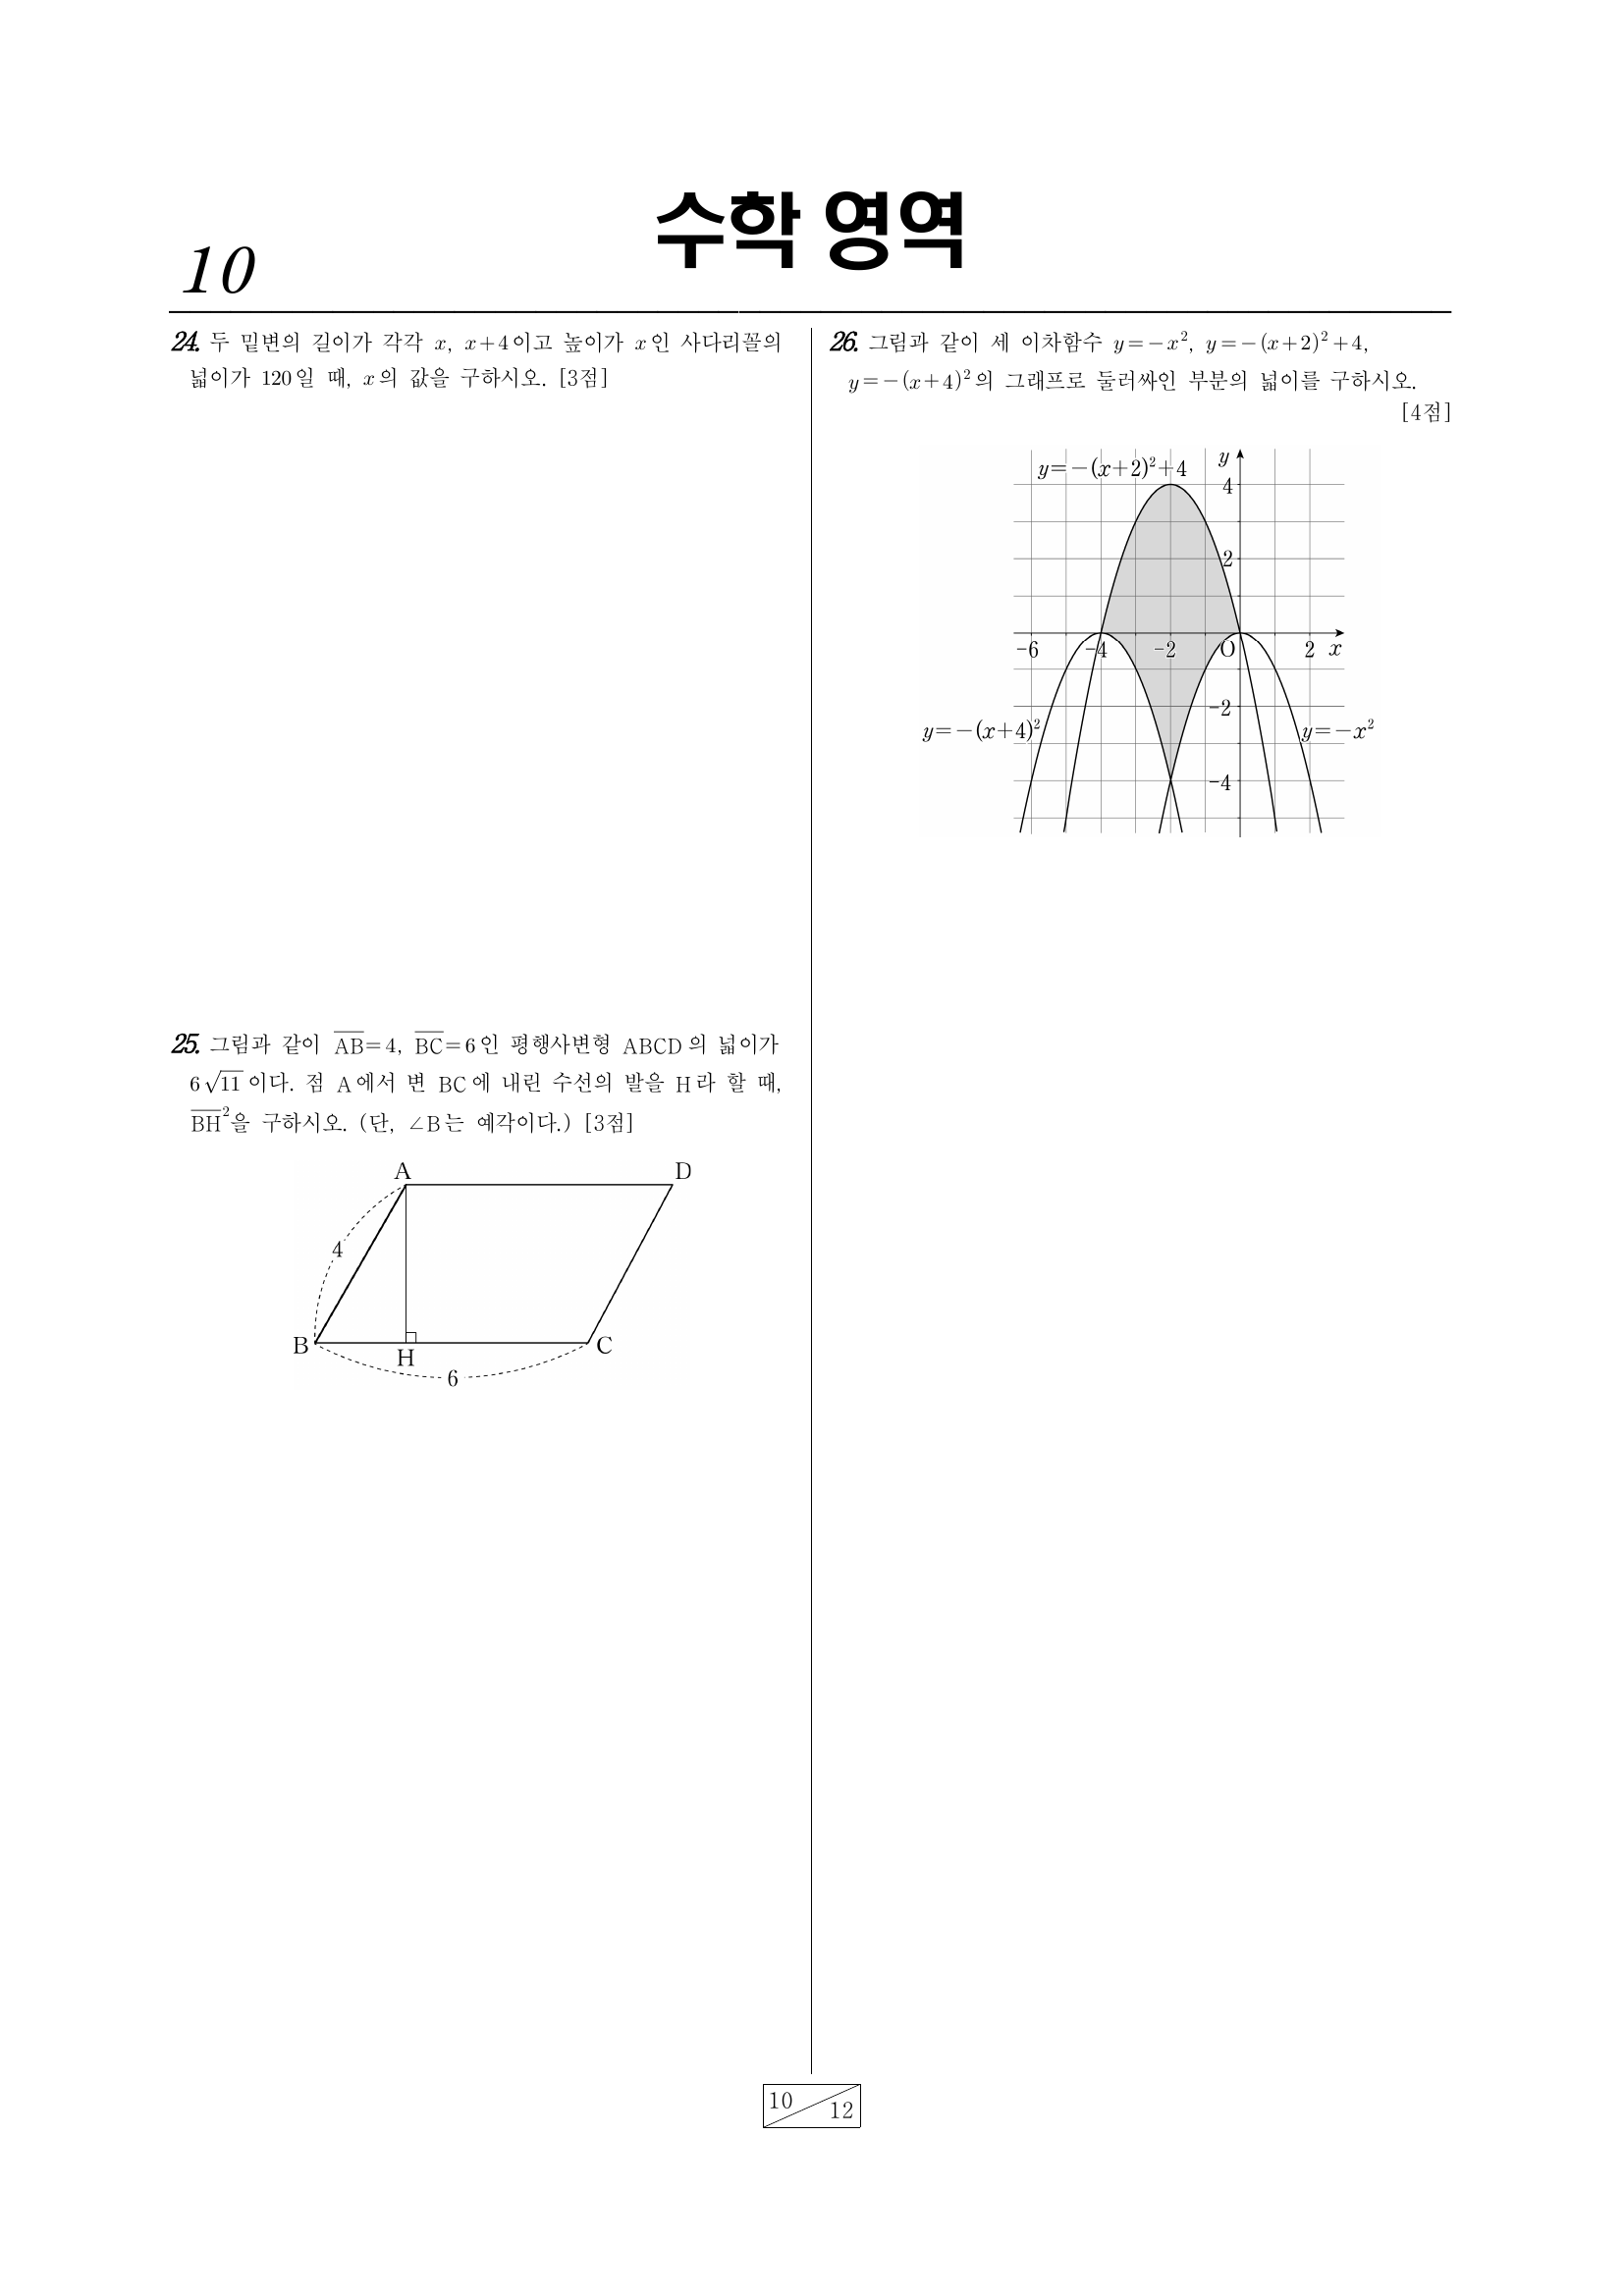 수학 영역
10
24. 두 밑변의 길이가 각각 x, x+4이고 높이가 x인 사다리꼴의
넓이가 120일 때, x의 값을 구하시오. [3점]
25. 그림과 같이 \overline{AB}=4, \overline{BC}=6인 평행사변형 ABCD의 넓이가
6√11이다. 점 A에서 변 BC에 내린 수선의 발을 H라 할 때,
\overline{BH}²을 구하시오. (단, ∠B는 예각이다.) [3점]
A
D
4
B
H
C
6
26. 그림과 같이 세 이차함수 y=-x², y=-(x+2)²+4,
y=-(x+4)²의 그래프로 둘러싸인 부분의 넓이를 구하시오.
[4점]
y=-(x+2)²+4
y
4
2
-6 -4 -2 O 2 x
-2
y=-(x+4)²
y=-x²
-4
10
12